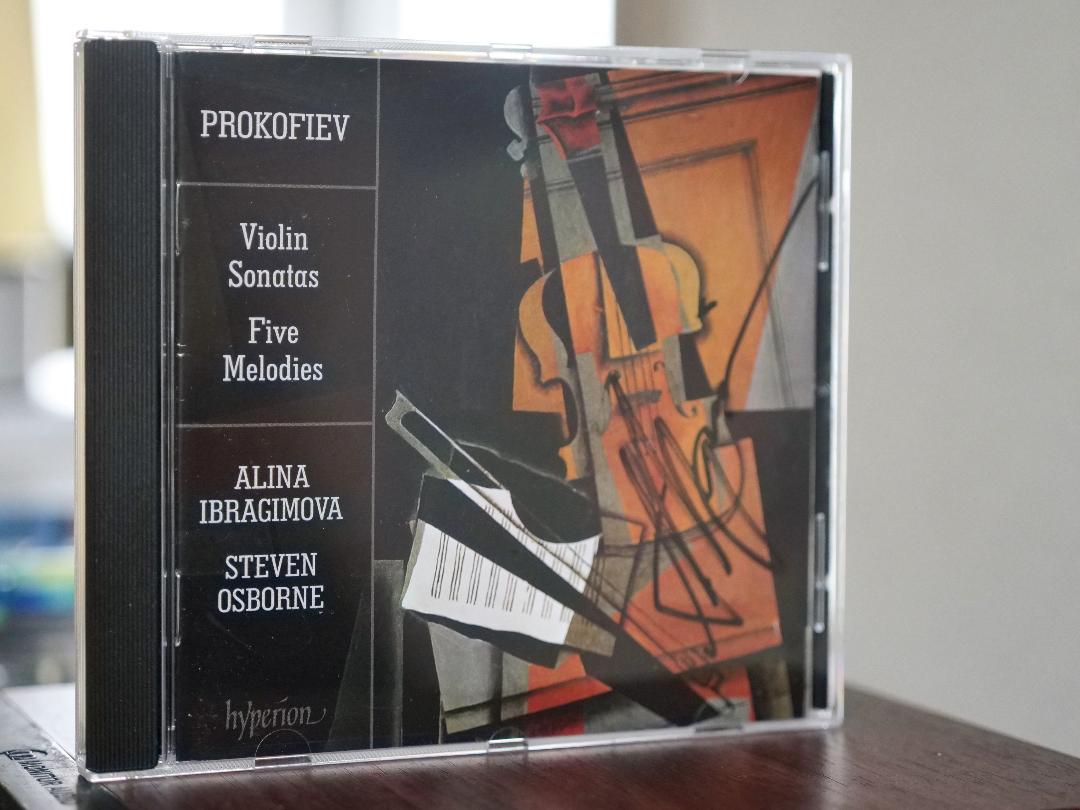 PROKOFIEV
Violin
Sonatas
Five
Melodies
ALINA
IBRAGIMOVA
STEVEN
OSBORNE
hyperion